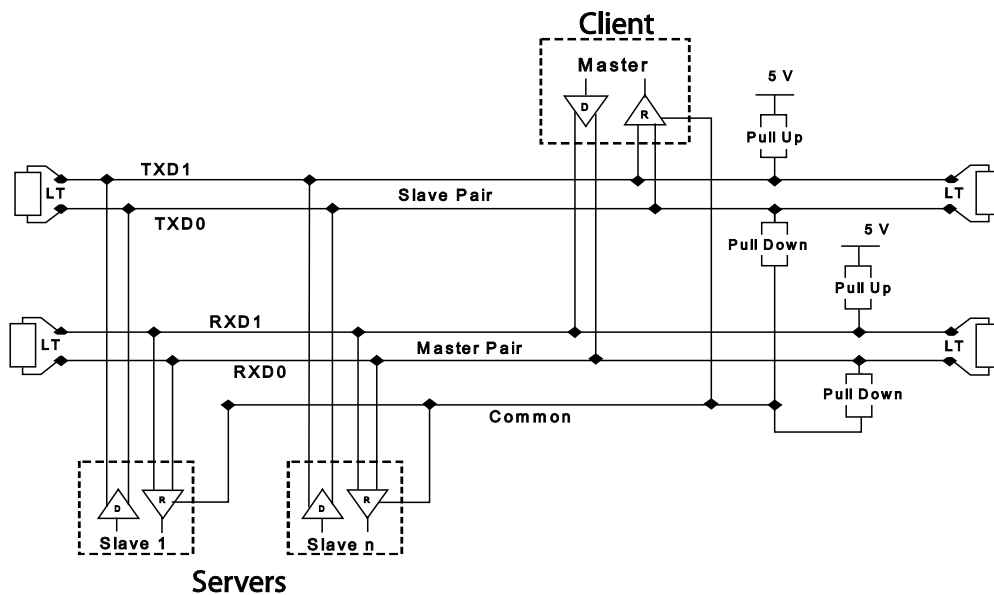 Client
Master
D
R
5 V
Pull Up
TXD1
LT
Slave Pair
LT
TXD0
Pull Down
5 V
Pull Up
RXD1
LT
Master Pair
LT
RXD0
Pull Down
Common
D
R
D
R
Slave 1
Slave n
Servers